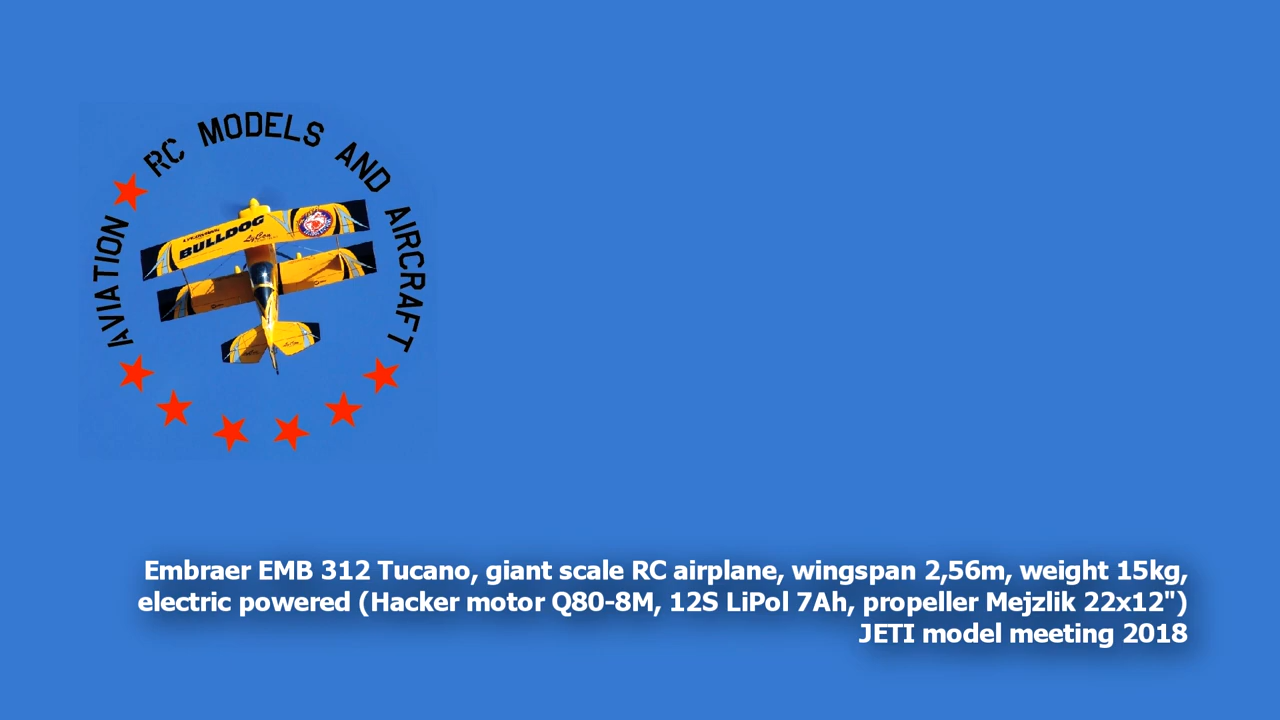 AVIATION ★ RC MODELS AND AIRCRAFT
BULLDOG
Embraer EMB 312 Tucano, giant scale RC airplane, wingspan 2,56m, weight 15kg,
electric powered (Hacker motor Q80-8M, 12S LiPol 7Ah, propeller Mejzlik 22x12")
JETI model meeting 2018